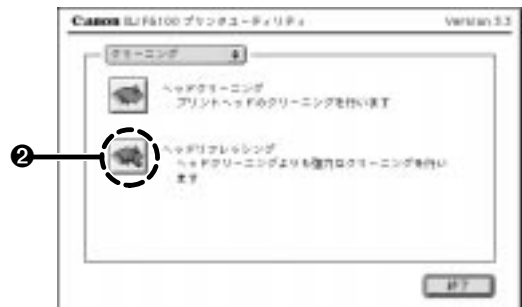 Canon BJ F6100 プリンタユーティリティ Version 3.3
クリーニング
ヘッドクリーニング
プリントヘッドのクリーニングを行います
❷
ヘッドリフレッシング
ヘッドクリーニングよりも強力なクリーニングを行い
ます
終了